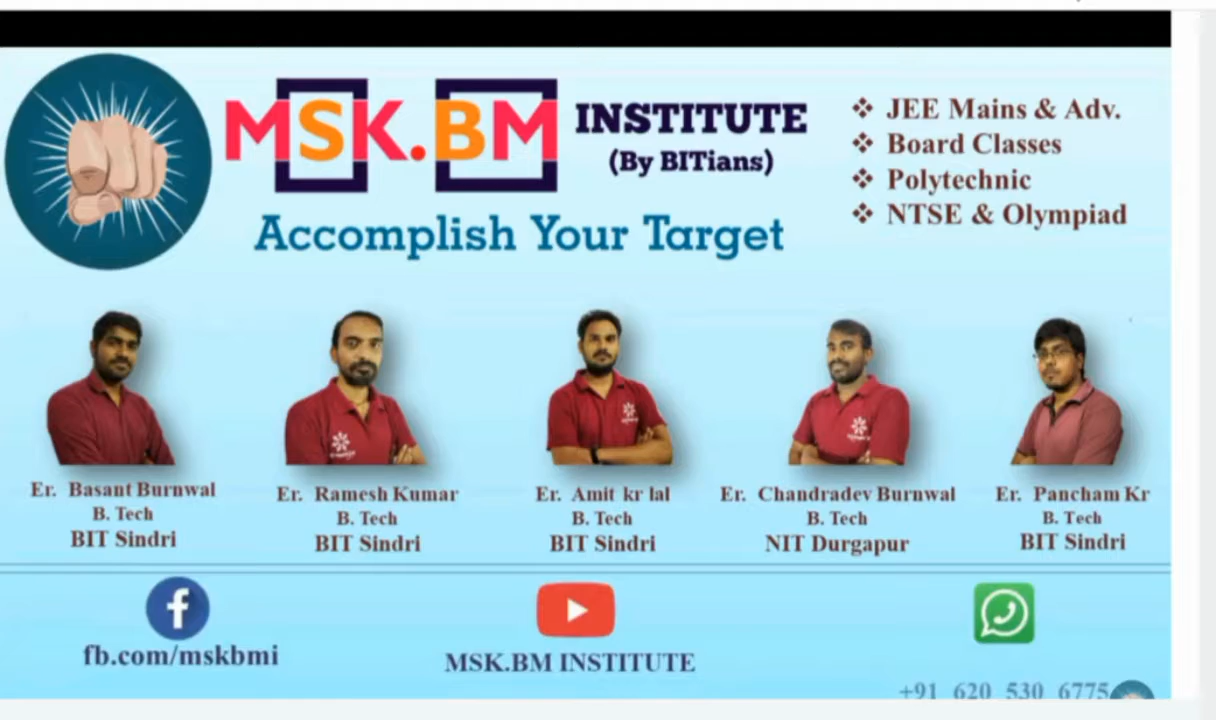 MSK.BM INSTITUTE
(By BITians)
Accomplish Your Target
❖ JEE Mains & Adv.
❖ Board Classes
❖ Polytechnic
❖ NTSE & Olympiad
Er. Basant Burnwal
B. Tech
BIT Sindri
Er. Ramesh Kumar
B. Tech
BIT Sindri
Er. Amit kr lal
B. Tech
BIT Sindri
Er. Chandradev Burnwal
B. Tech
NIT Durgapur
Er. Pancham Kr
B. Tech
BIT Sindri
fb.com/mskbmi
MSK.BM INSTITUTE
+91 620 530 6775